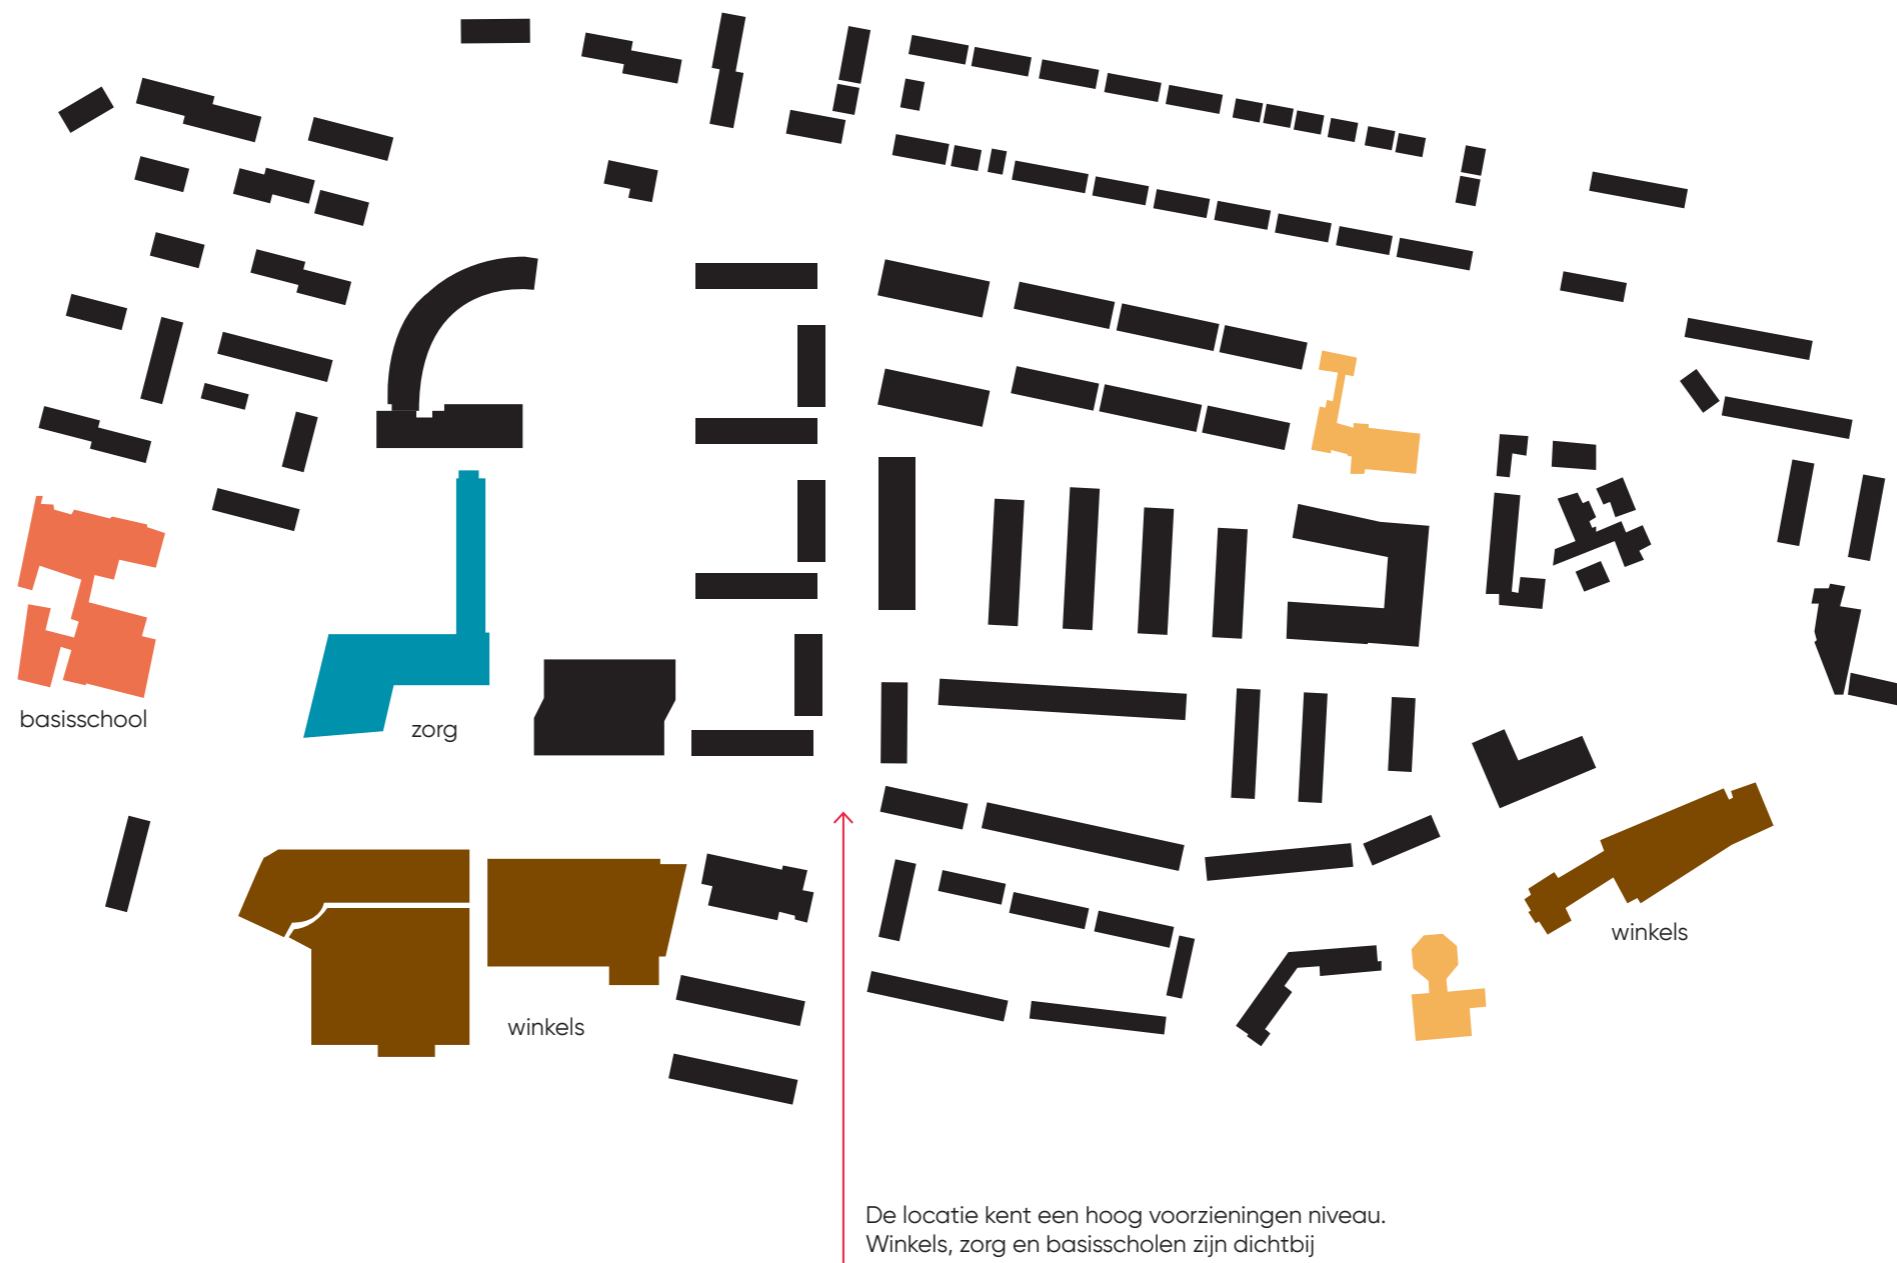 basisschool
zorg
winkels
winkels
De locatie kent een hoog voorzieningen niveau.
Winkels, zorg en basisscholen zijn dichtbij